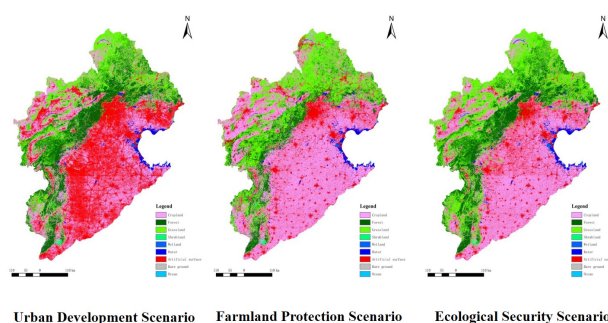 N N N
Legend Legend Legend
Cropland Cropland Cropland
Forest Forest Forest
Grassland Grassland Grassland
Shrubland Shrubland Shrubland
Wetland Wetland Wetland
Water Water Water
Artificial surface Artificial surface Artificial surf
Bare ground Bare ground Bare ground
Ocean Ocean Ocean
Urban Development Scenario Farmland Protection Scenario Ecological Security Scenario